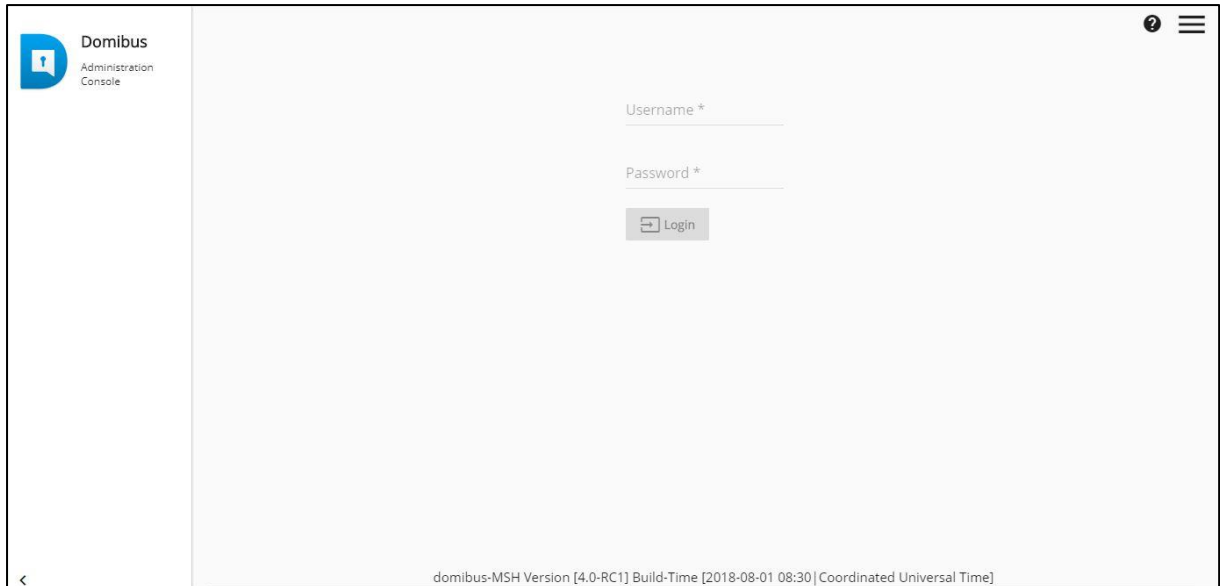 Domibus
Administration
Console
Username *
Password *
Login
domibus-MSH Version [4.0-RC1] Build-Time [2018-08-01 08:30|Coordinated Universal Time]